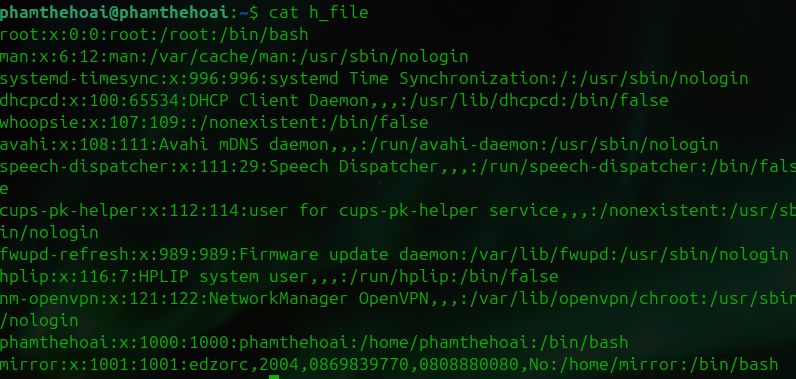 phamthehoai@phamthehoai:~$ cat h_file
root:x:0:0:root:/root:/bin/bash
man:x:6:12:man:/var/cache/man:/usr/sbin/nologin
systemd-timesync:x:996:996:systemd Time Synchronization:/:/usr/sbin/nologin
dhcpcd:x:100:65534:DHCP Client Daemon,,,:/usr/lib/dhcpcd:/bin/false
whoopsie:x:107:109::/nonexistent:/bin/false
avahi:x:108:111:Avahi mDNS daemon,,,:/run/avahi-daemon:/usr/sbin/nologin
speech-dispatcher:x:111:29:Speech Dispatcher,,,:/run/speech-dispatcher:/bin/fals
e
cups-pk-helper:x:112:114:user for cups-pk-helper service,,,:/nonexistent:/usr/sb
in/nologin
fwupd-refresh:x:989:989:Firmware update daemon:/var/lib/fwupd:/usr/sbin/nologin
hplip:x:116:7:HPLIP system user,,,:/run/hplip:/bin/false
nm-openvpn:x:121:122:NetworkManager OpenVPN,,,:/var/lib/openvpn/chroot:/usr/sbin
/nologin
phamthehoai:x:1000:1000:phamthehoai:/home/phamthehoai:/bin/bash
mirror:x:1001:1001:edzorc,2004,0869839770,0808880080,No:/home/mirror:/bin/bash